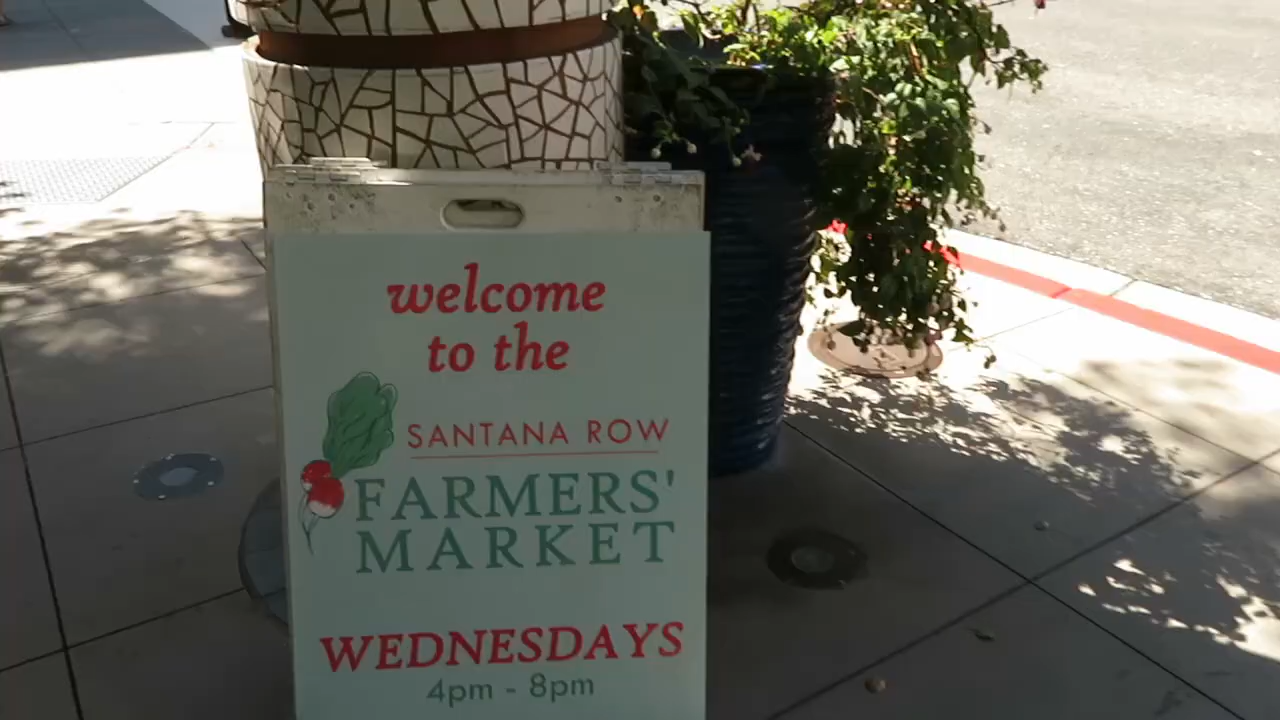 welcome
to the
SANTANA ROW
FARMERS'
MARKET
WEDNESDAYS
4pm - 8pm